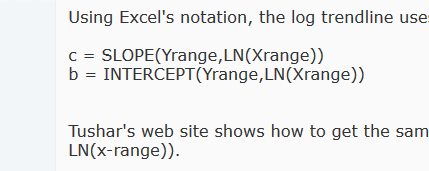 Using Excel's notation, the log trendline use
c = SLOPE(Yrange,LN(Xrange))
b = INTERCEPT(Yrange,LN(Xrange))
Tushar's web site shows how to get the sam
LN(x-range)).